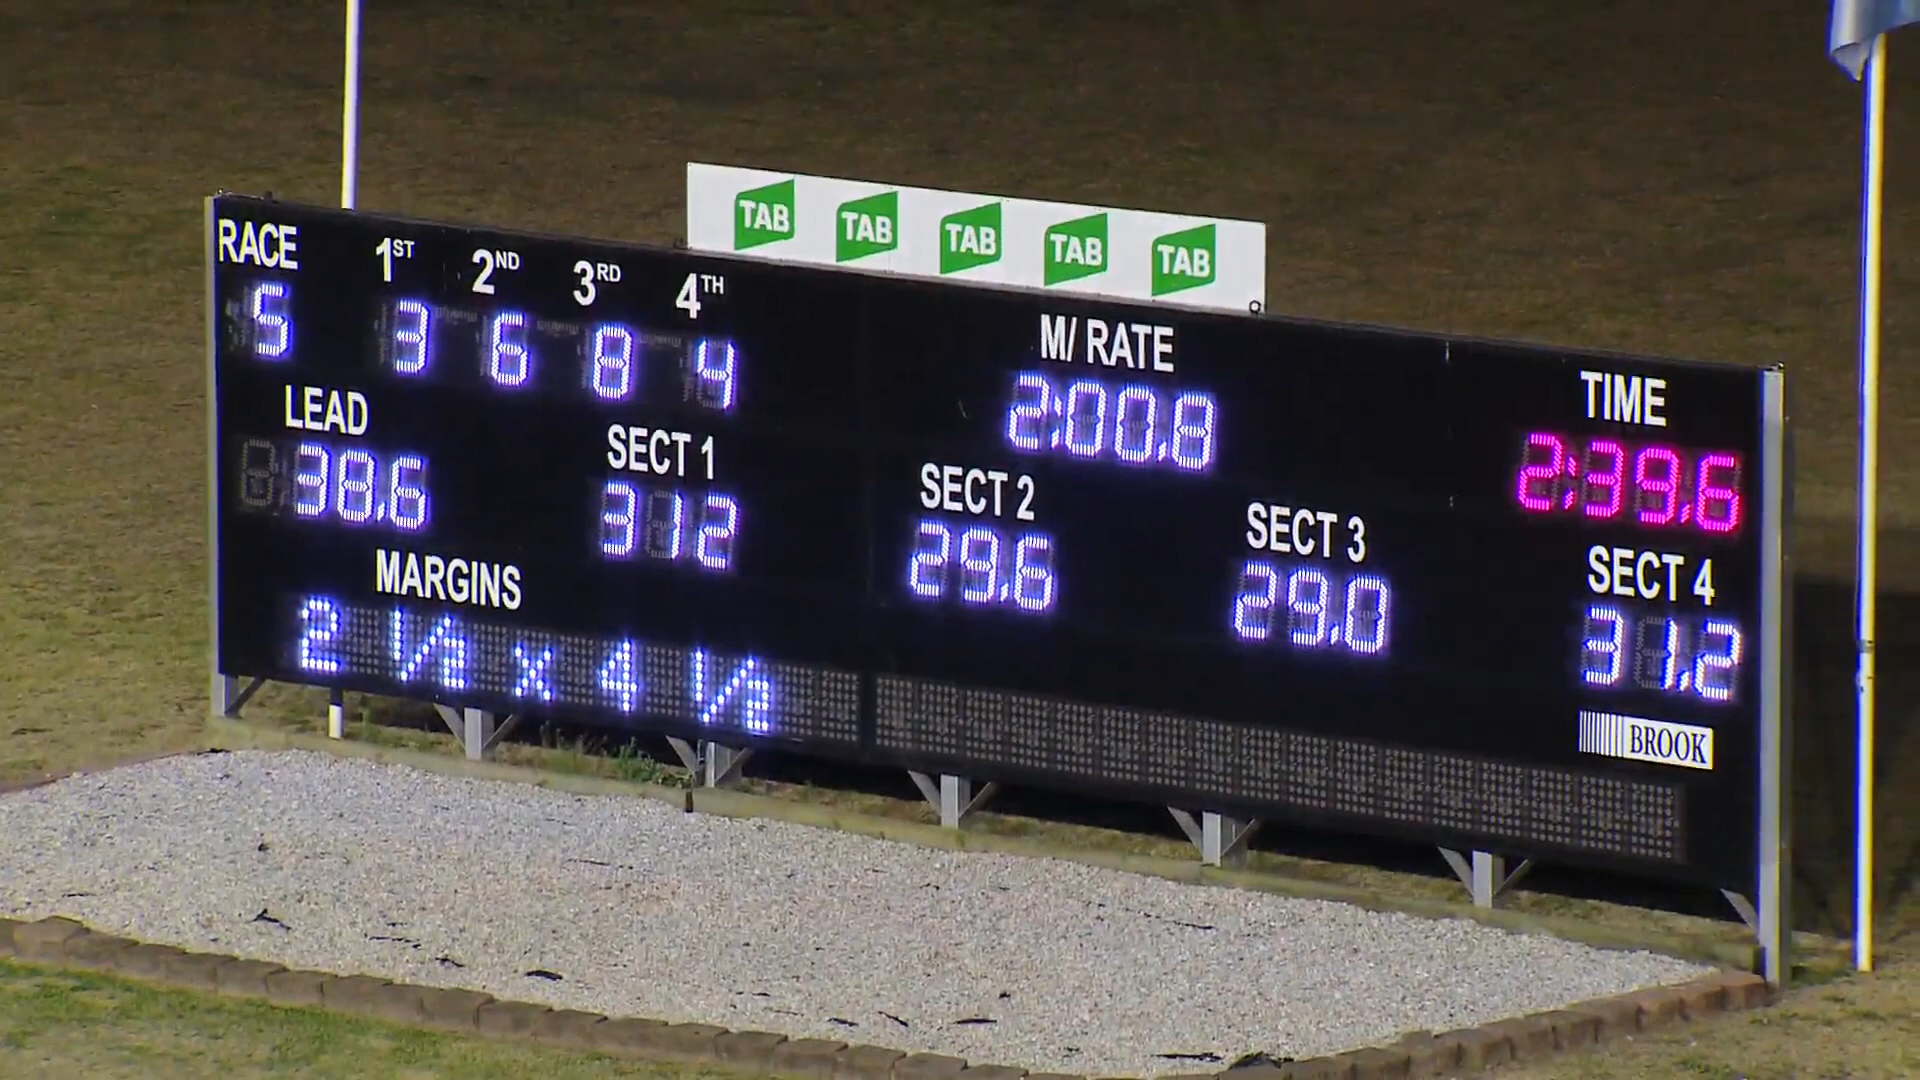 TAB TAB TAB TAB TAB
RACE 1ST 2ND 3RD 4TH
5 3 6 8 4
M/ RATE
2:00.8
TIME
2:39.6
LEAD
38.6
SECT 1
312
SECT 2
29.6
SECT 3
29.0
SECT 4
31.2
MARGINS
2 1/2 x 4 1/2
BROOK